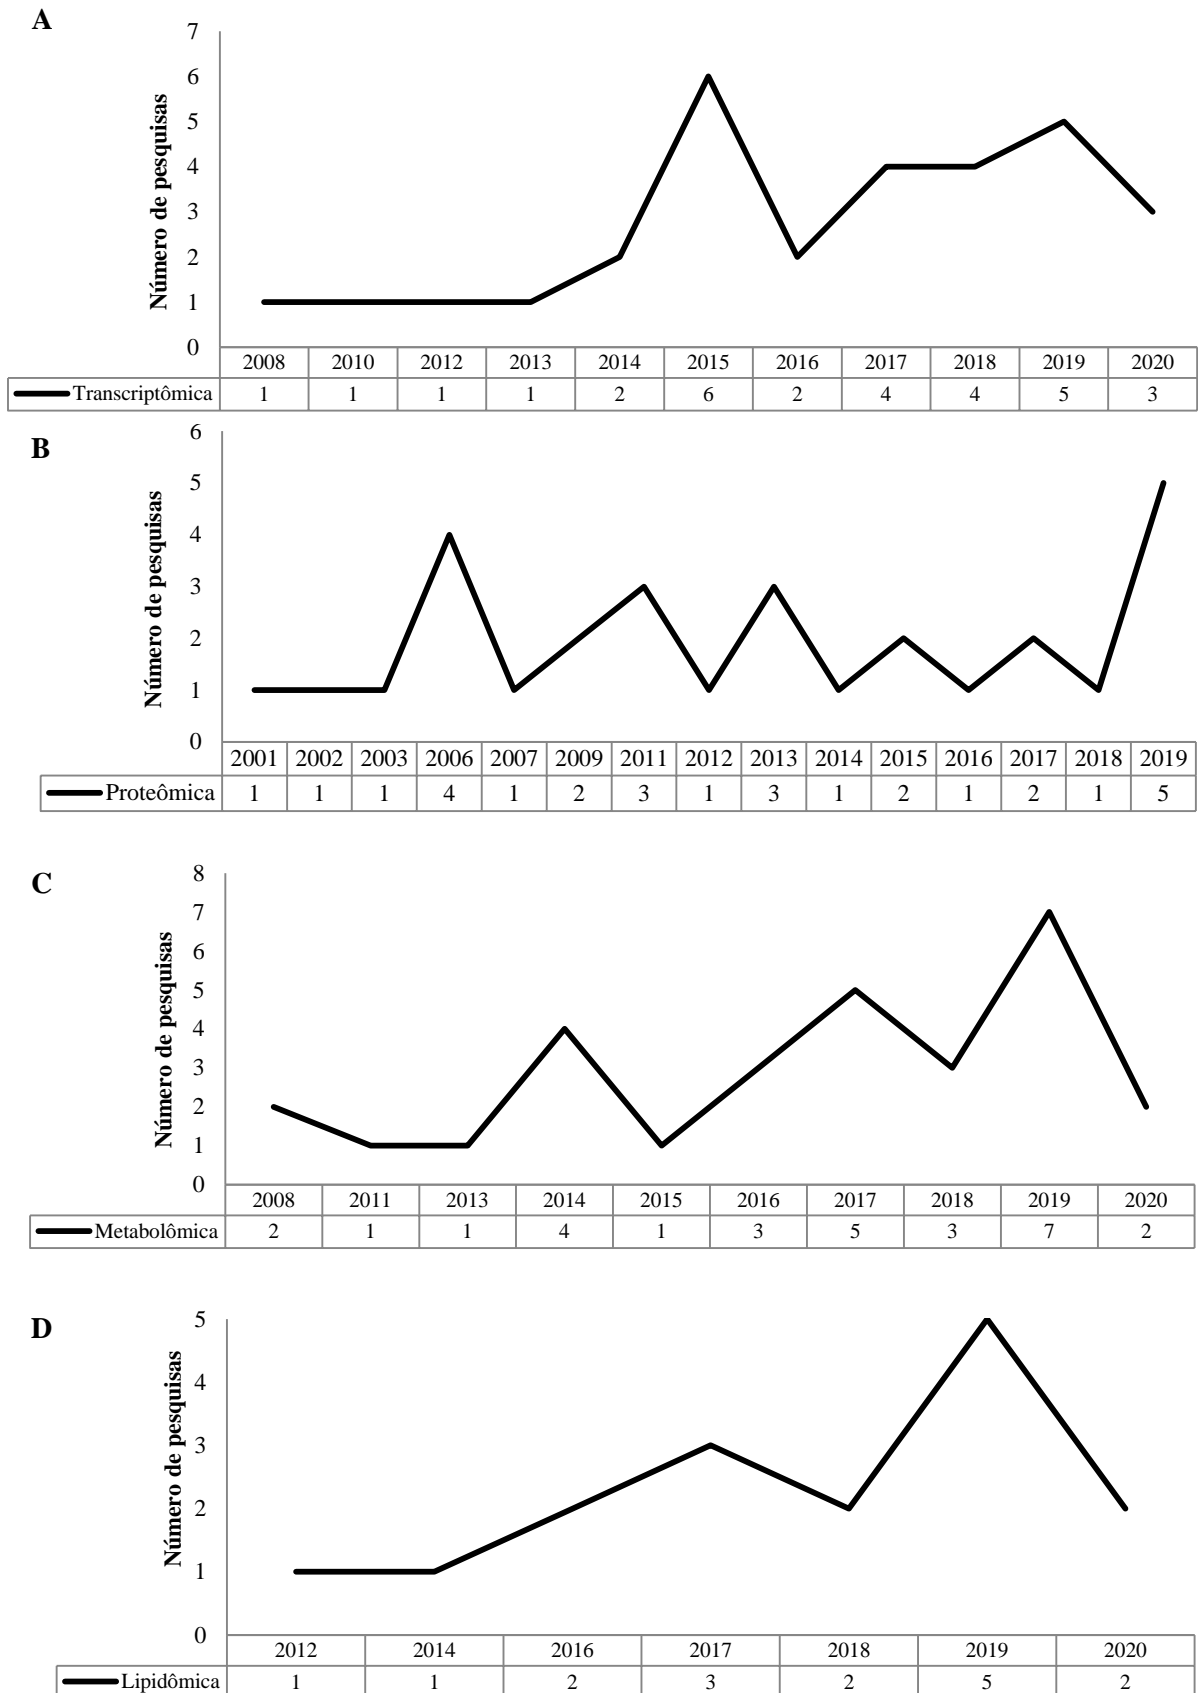 A
Número de pesquisas
7
6
5
4
3
2
1
0
2008 2010 2012 2013 2014 2015 2016 2017 2018 2019 2020
Transcriptômica 1 1 1 1 2 6 2 4 4 5 3
B
Número de pesquisas
6
5
4
3
2
1
0
2001 2002 2003 2006 2007 2009 2011 2012 2013 2014 2015 2016 2017 2018 2019
Proteômica 1 1 1 4 1 2 3 1 3 1 2 1 2 1 5
C
Número de pesquisas
8
7
6
5
4
3
2
1
0
2008 2011 2013 2014 2015 2016 2017 2018 2019 2020
Metabolômica 2 1 1 4 1 3 5 3 7 2
D
Número de pesquisas
5
4
3
2
1
0
2012 2014 2016 2017 2018 2019 2020
Lipidômica 1 1 2 3 2 5 2